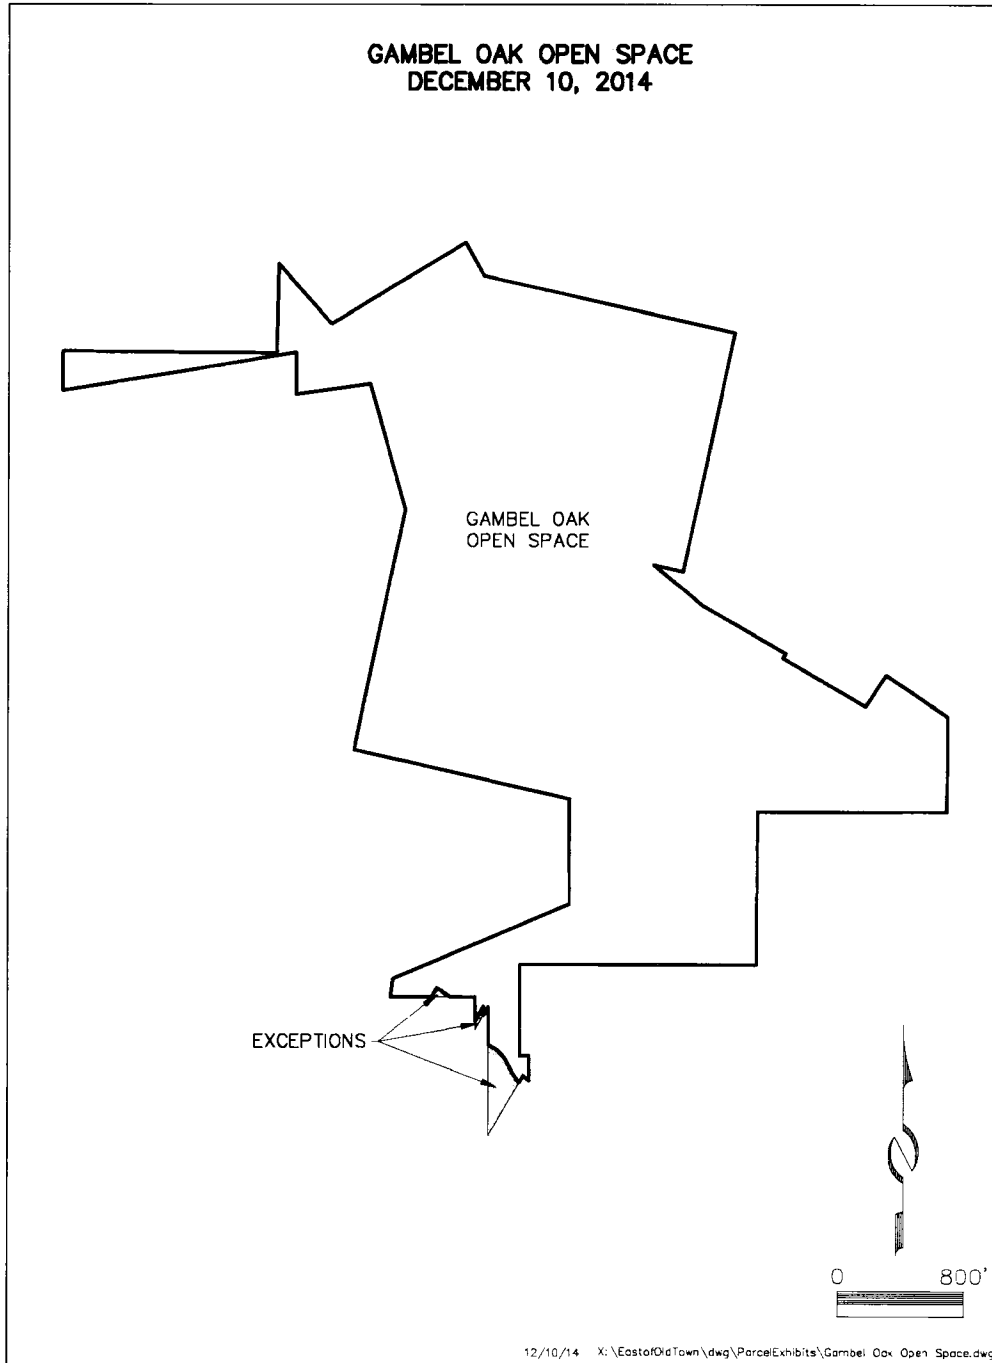 GAMBEL OAK OPEN SPACE
DECEMBER 10, 2014
GAMBEL OAK
OPEN SPACE
EXCEPTIONS
0 800'
12/10/14 X:\EastofOldTown\dwg\ParcelExhibits\Gambel Oak Open Space.dwg